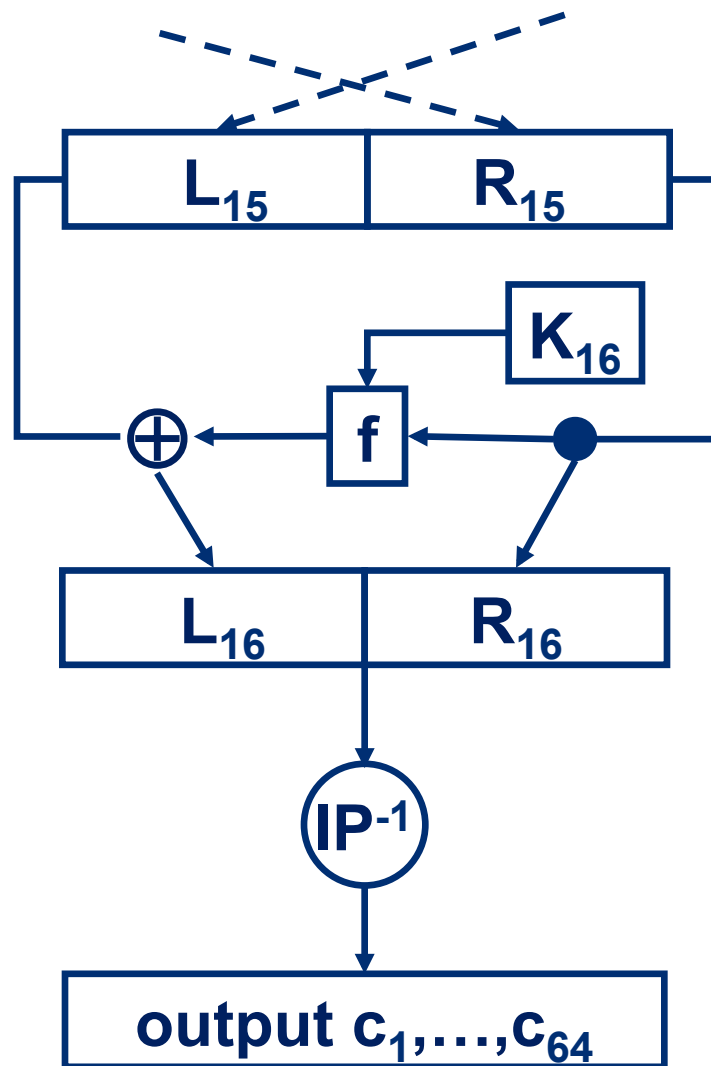 L₁₅ R₁₅
K₁₆
f
L₁₆ R₁₆
IP⁻¹
output c₁,…,c₆₄